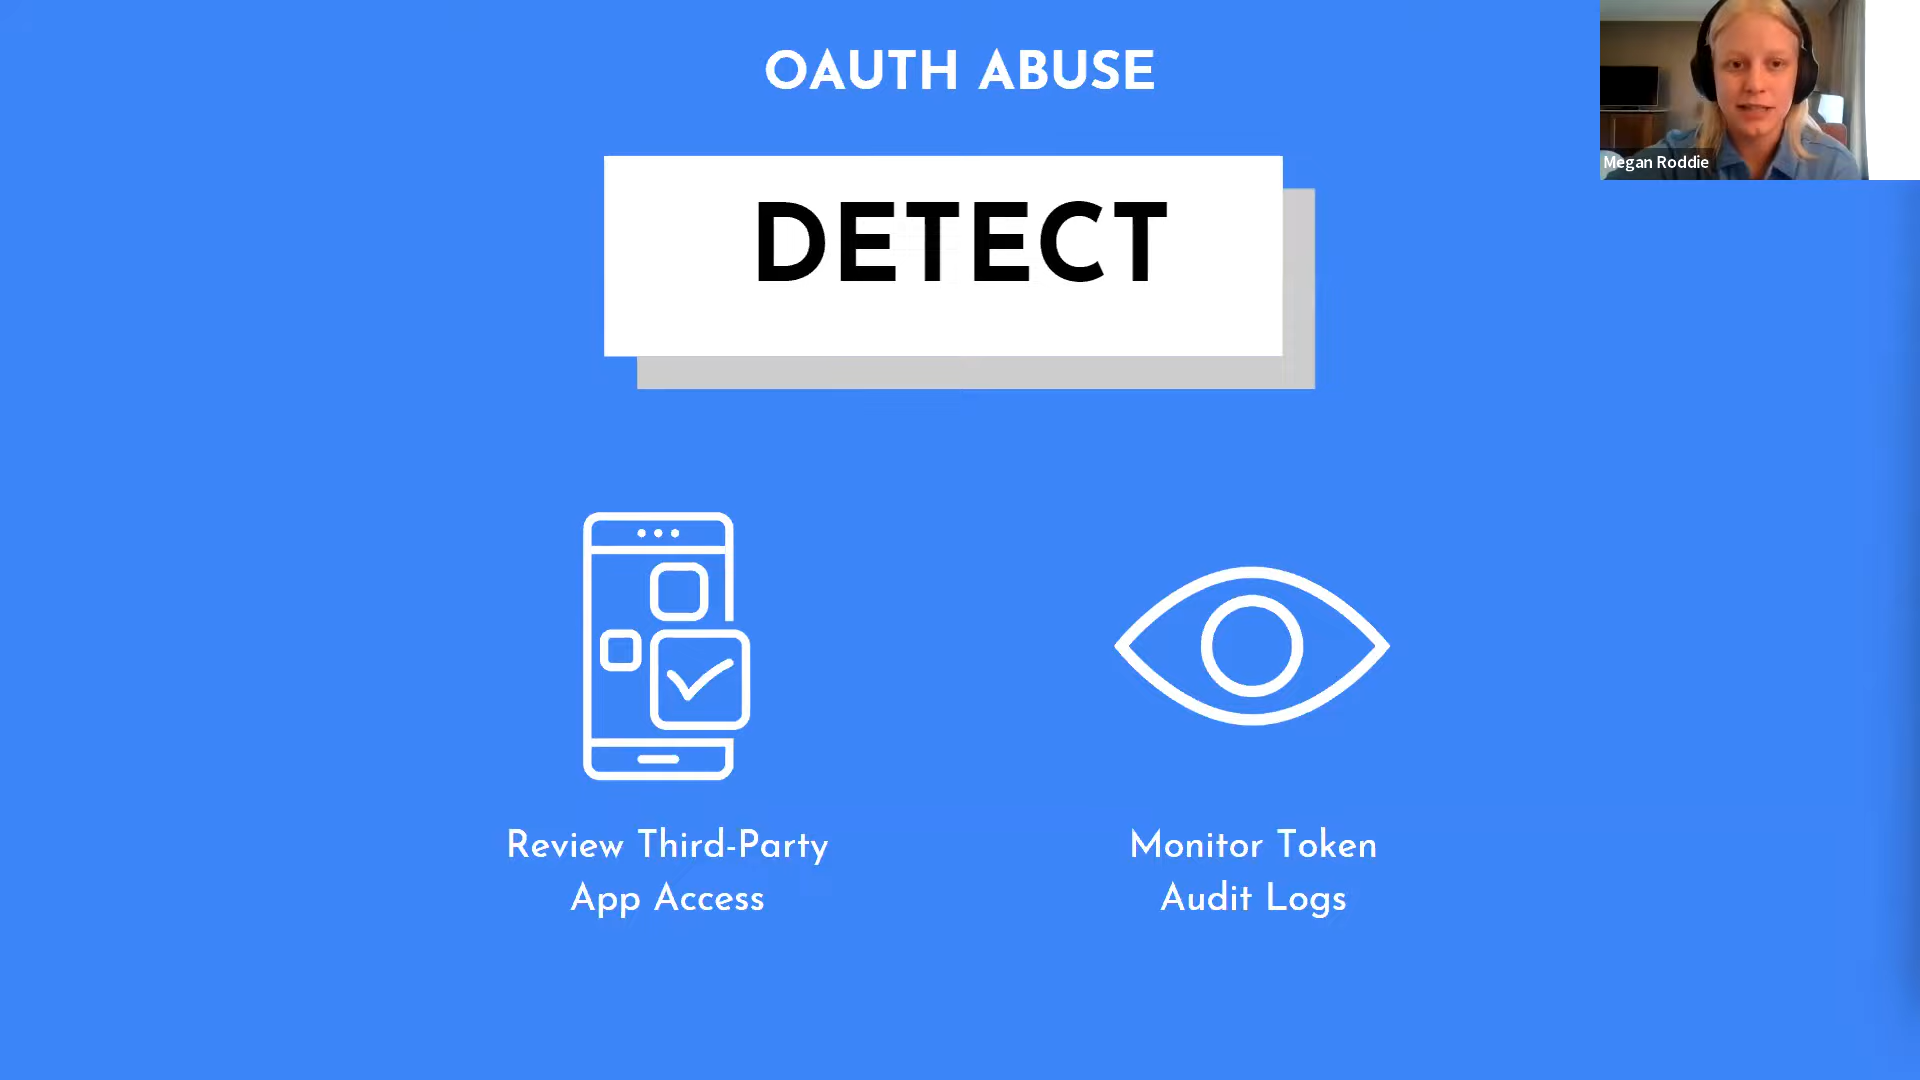 OAUTH ABUSE
Megan Roddie
DETECT
Review Third-Party
App Access
Monitor Token
Audit Logs